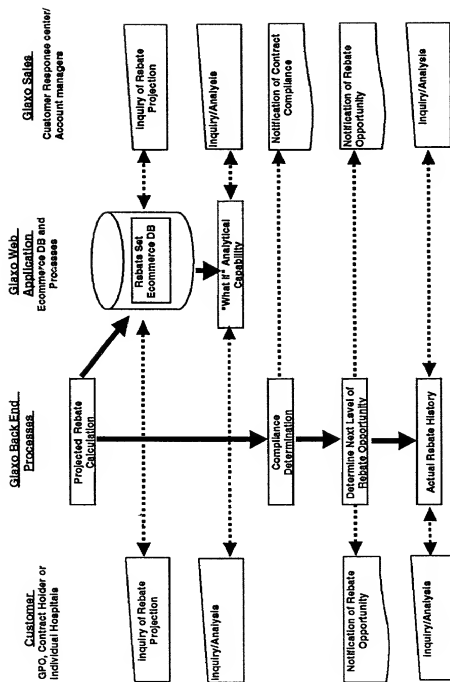 Customer
GPO, Contract Holder or
Individual Hospitals
Glaxo Back End
Processes
Glaxo Web
Application
Ecommerce DB and
Processes
Glaxo Sales
Customer Response center/
Account managers
Projected Rebate
Calculation
Inquiry of Rebate
Projection
Rebats Set
Ecommerce DB
Inquiry of Rebate
Projection
Inquiry/Analysis
"What if" Analytical
Capability
Inquiry/Analysis
Compliance
Determination
Notification of Contract
Compliance
Notification of Rebate
Opportunity
Determine Next Level of
Rebate Opportunity
Notification of Rebate
Opportunity
Inquiry/Analysis
Actual Rebate History
Inquiry/Analysis